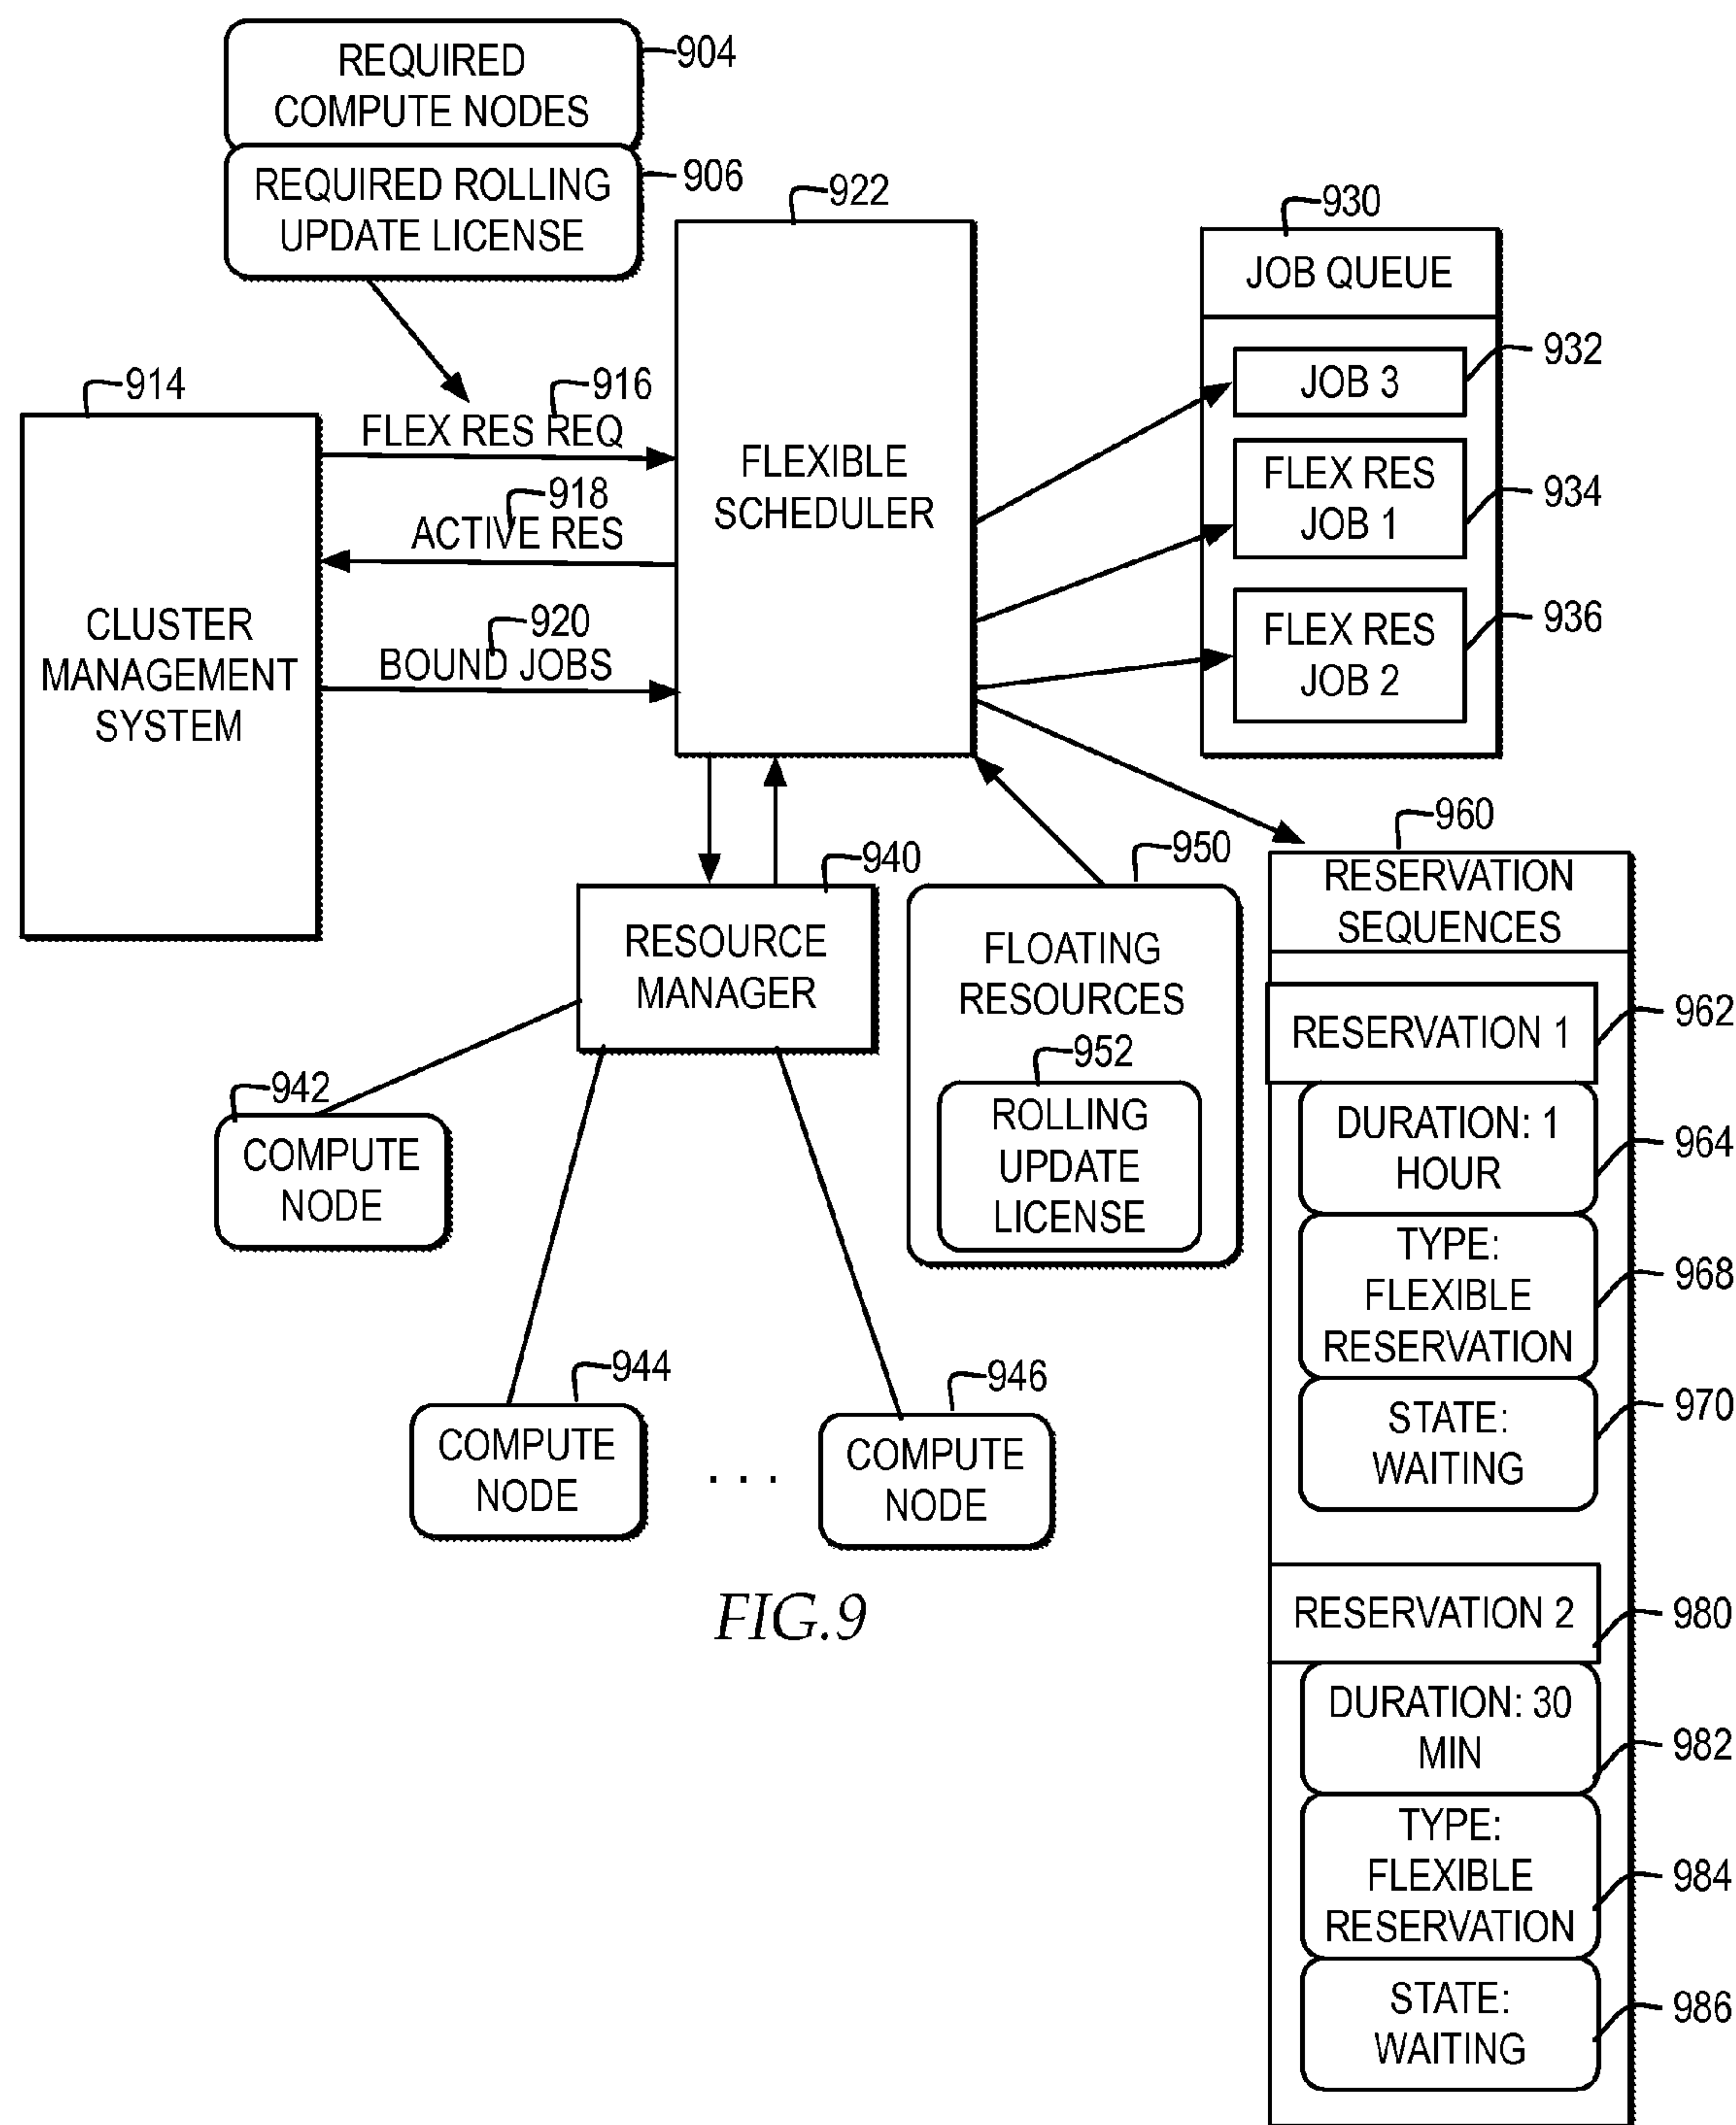 REQUIRED
COMPUTE NODES
904
REQUIRED ROLLING
UPDATE LICENSE
906
922
FLEXIBLE
SCHEDULER
930
JOB QUEUE
JOB 3
932
FLEX RES
JOB 1
934
FLEX RES
JOB 2
936
914
CLUSTER
MANAGEMENT
SYSTEM
916
FLEX RES REQ
918
ACTIVE RES
920
BOUND JOBS
940
RESOURCE
MANAGER
950
FLOATING
RESOURCES
952
ROLLING
UPDATE
LICENSE
942
COMPUTE
NODE
944
COMPUTE
NODE
. . .
946
COMPUTE
NODE
960
RESERVATION
SEQUENCES
RESERVATION 1
962
DURATION: 1
HOUR
964
TYPE:
FLEXIBLE
RESERVATION
968
STATE:
WAITING
970
RESERVATION 2
980
DURATION: 30
MIN
982
TYPE:
FLEXIBLE
RESERVATION
984
STATE:
WAITING
986
FIG.9